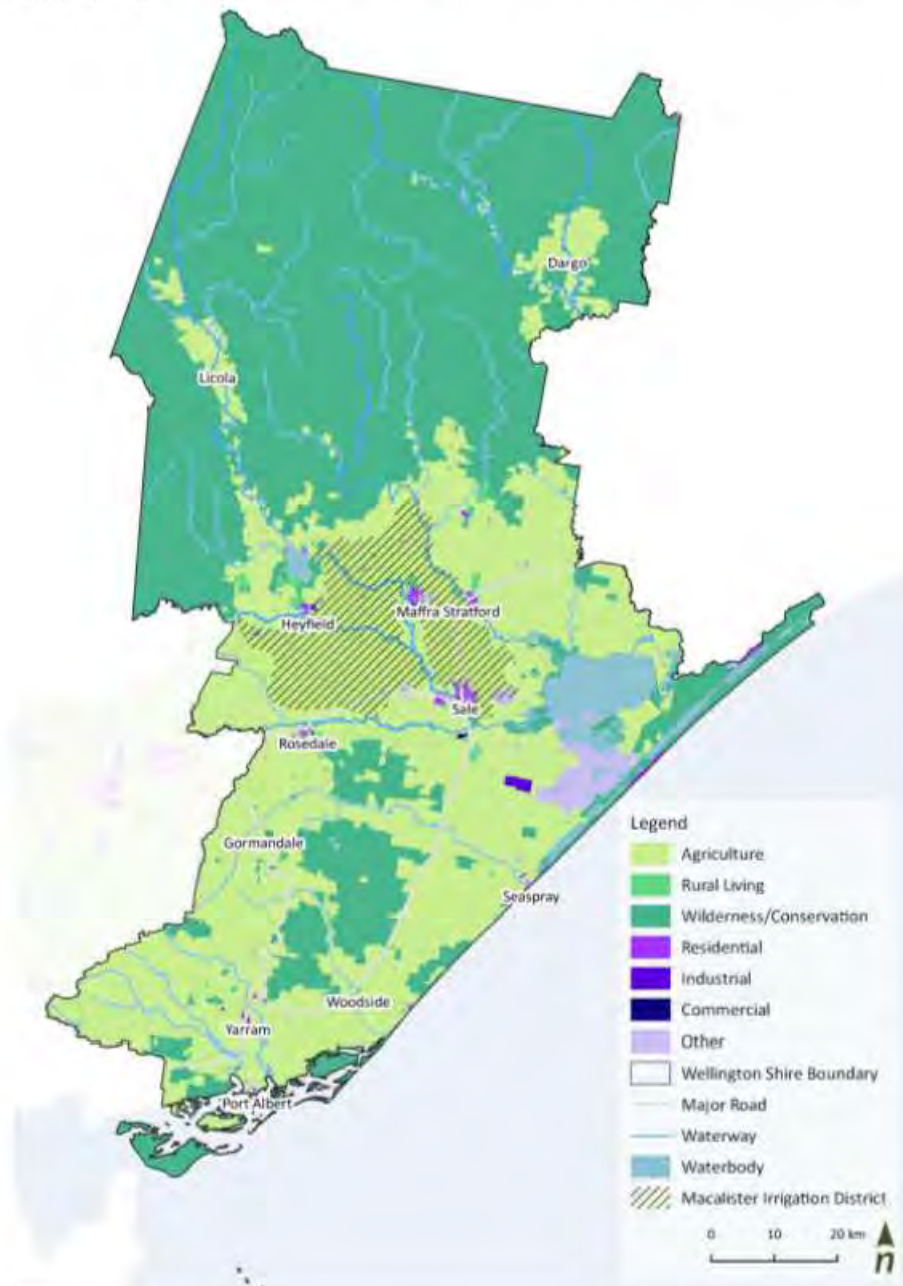 Dargo
Licola
Maffra Stratford
Heyfield
Sale
Rosedale
Gormandale
Seaspray
Woodside
Yarram
Port Albert
Legend
Agriculture
Rural Living
Wilderness/Conservation
Residential
Industrial
Commercial
Other
Wellington Shire Boundary
Major Road
Waterway
Waterbody
Macalister Irrigation District
0 10 20 km
n